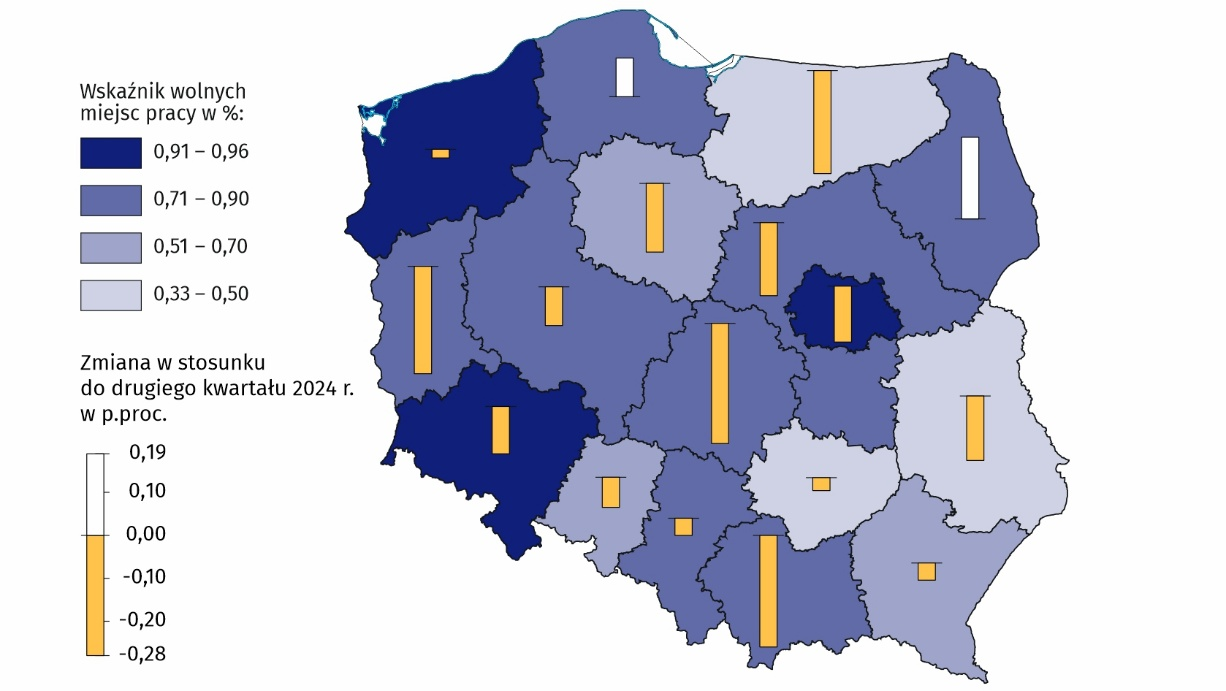 Wskaźnik wolnych
miejsc pracy w %:
0,91 – 0,96
0,71 – 0,90
0,51 – 0,70
0,33 – 0,50
Zmiana w stosunku
do drugiego kwartału 2024 r.
w p.proc.
0,19
0,10
0,00
-0,10
-0,20
-0,28